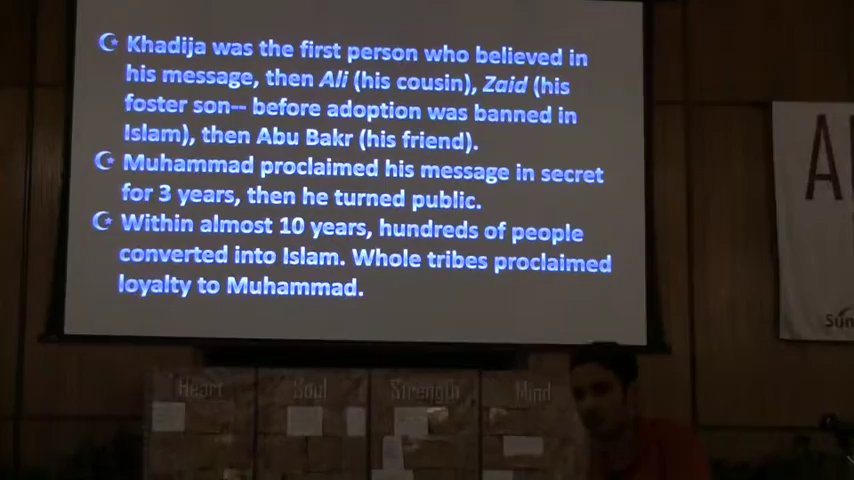 Khadija was the first person who believed in
his message, then Ali (his cousin), Zaid (his
foster son-- before adoption was banned in
Islam), then Abu Bakr (his friend).
Muhammad proclaimed his message in secret
for 3 years, then he turned public.
Within almost 10 years, hundreds of people
converted into Islam. Whole tribes proclaimed
loyalty to Muhammad.
Heart Soul Strength Mind